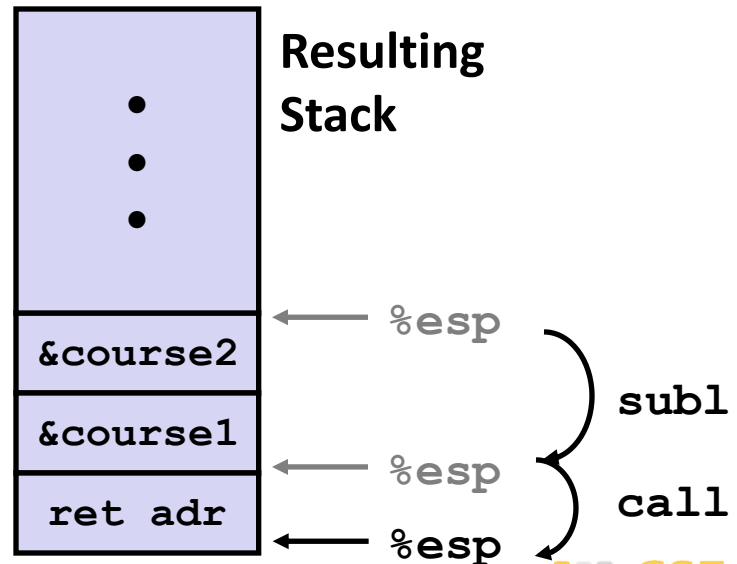 Resulting
Stack
%esp
&course2
subl
&course1
%esp
call
ret adr
%esp